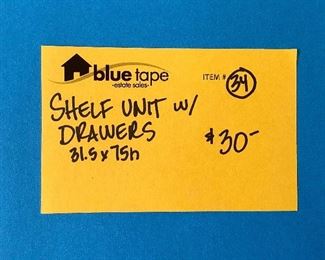 blue tape
-estate sales-
ITEM # 34
SHELF UNIT w/
DRAWERS
31.5 x 75h
$30-